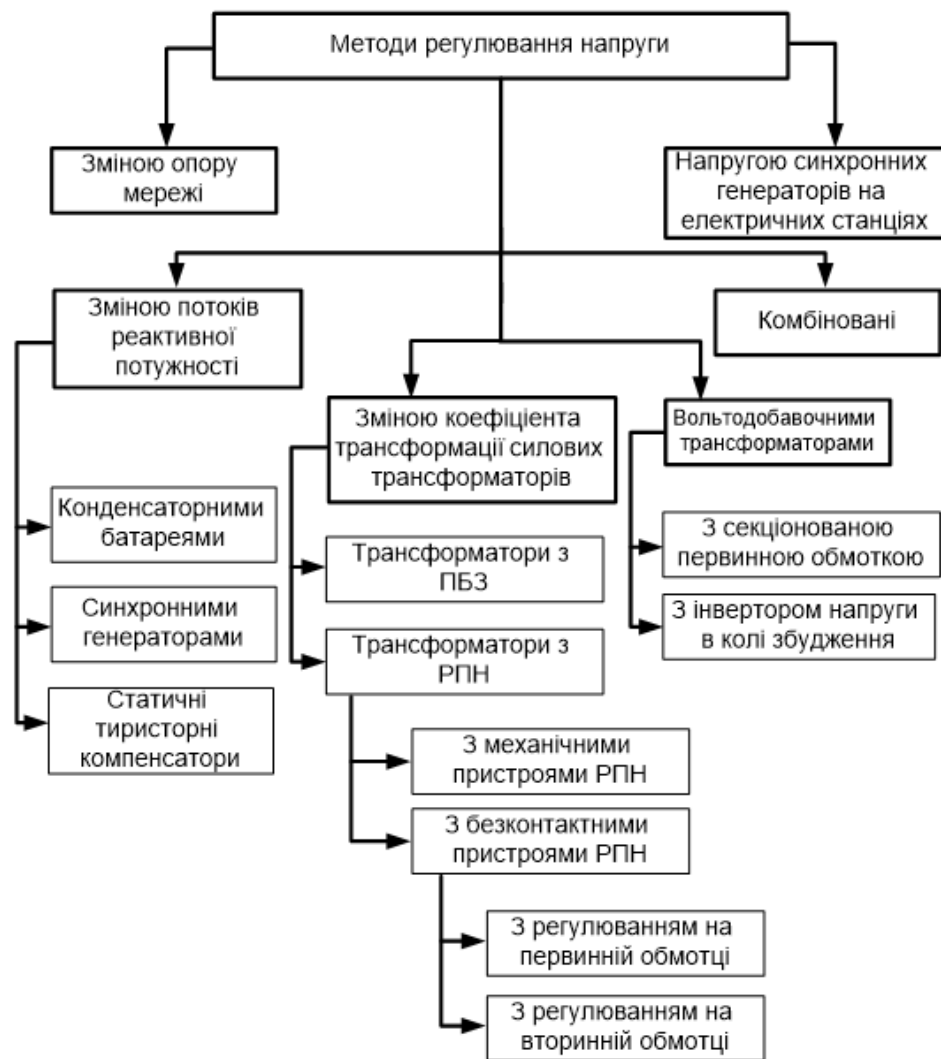 Методи регулювання напруги
Зміною опору
мережі
Напругою синхронних
генераторів на
електричних станціях
Зміною потоків
реактивної
потужності
Комбіновані
Зміною коефіцієнта
трансформації силових
трансформаторів
Вольтодобавочними
трансформаторами
Конденсаторними
батареями
Синхронними
генераторами
Статичні
тиристорні
компенсатори
Трансформатори з
ПБЗ
Трансформатори з
РПН
З секціонованою
первинною обмоткою
З інвертором напруги
в колі збудження
З механічними
пристроями РПН
З безконтактними
пристроями РПН
З регулюванням на
первинній обмотці
З регулюванням на
вторинній обмотці